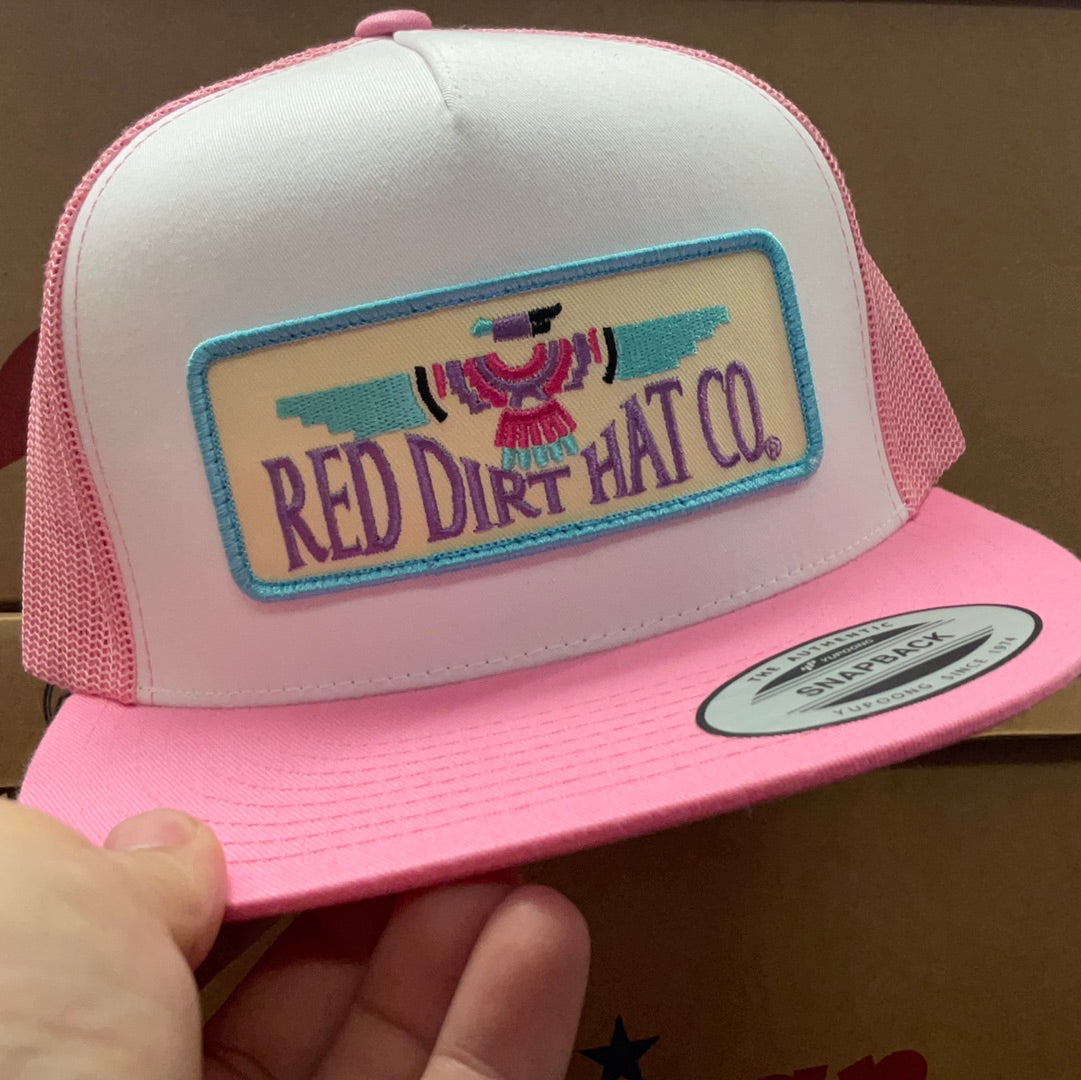 RED DIRT HAT CO.®
THE AUTHENTIC
YUPOONG
SNAPBACK
YUPOONG SINCE 1974